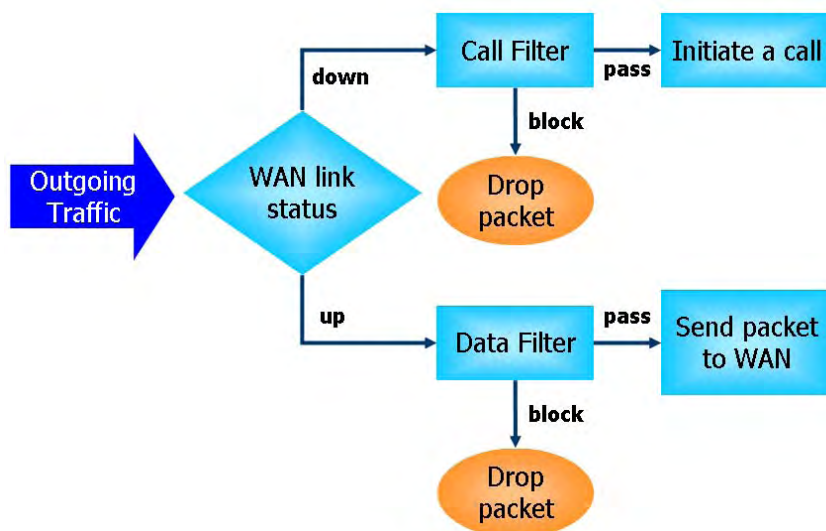 Call Filter
pass
Initiate a call
down
block
Drop
packet
Outgoing
Traffic
WAN link
status
up
Data Filter
pass
Send packet
to WAN
block
Drop
packet